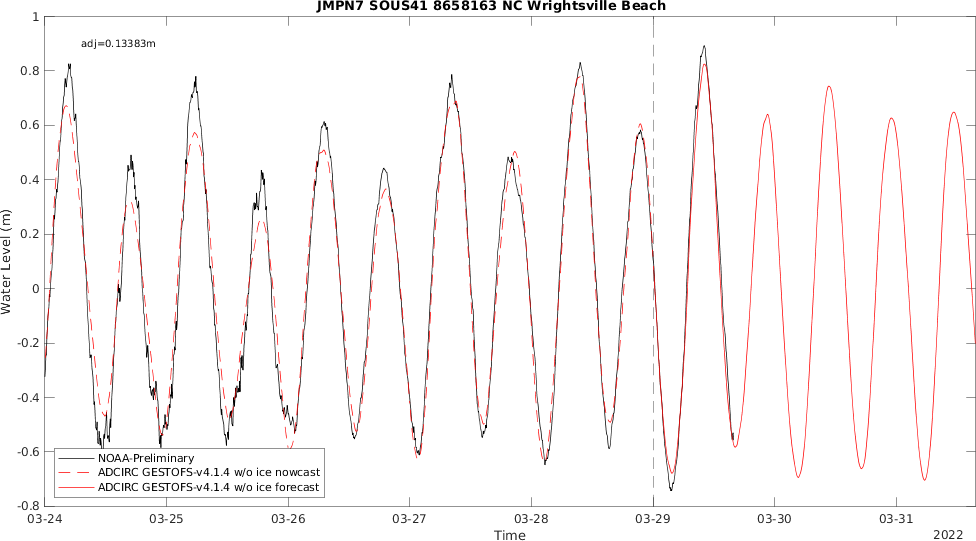 JMPN7 SOUS41 8658163 NC Wrightsville Beach
adj=0.13383m
1
0.8
0.6
0.4
0.2
0
-0.2
-0.4
-0.6
-0.8
Water Level (m)
NOAA-Preliminary
ADCIRC GESTOFS-v4.1.4 w/o ice nowcast
ADCIRC GESTOFS-v4.1.4 w/o ice forecast
03-24 03-25 03-26 03-27 03-28 03-29 03-30 03-31
Time
2022